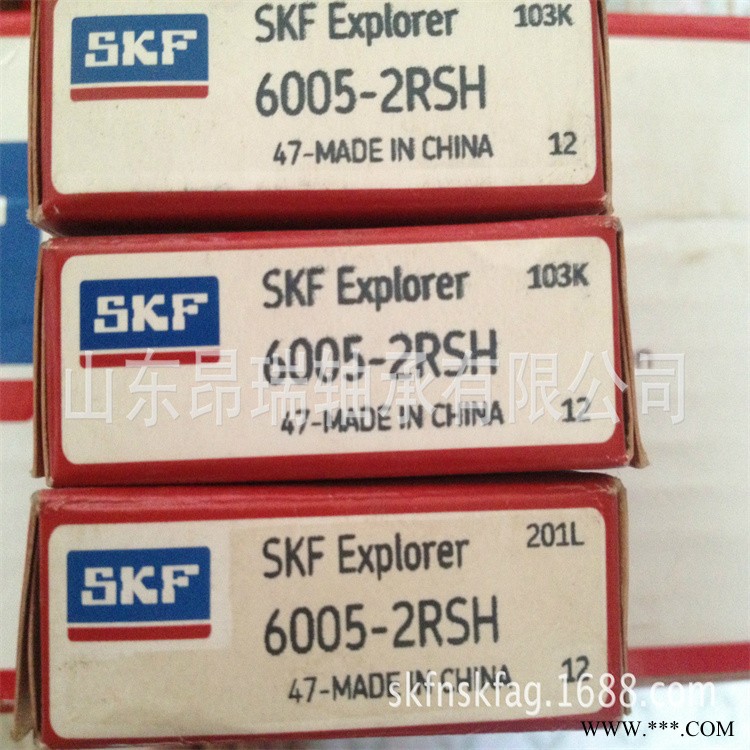 SKF
SKF Explorer
103K
6005-2RSH
47-MADE IN CHINA
12
SKF
SKF Explorer
103K
6005-2RSH
47-MADE IN CHINA
12
山东昂瑞轴承有限公司
SKF
SKF Explorer
201L
6005-2RSH
47-MADE IN CHINA
12
skfnskfag.1688.com
www.***.com